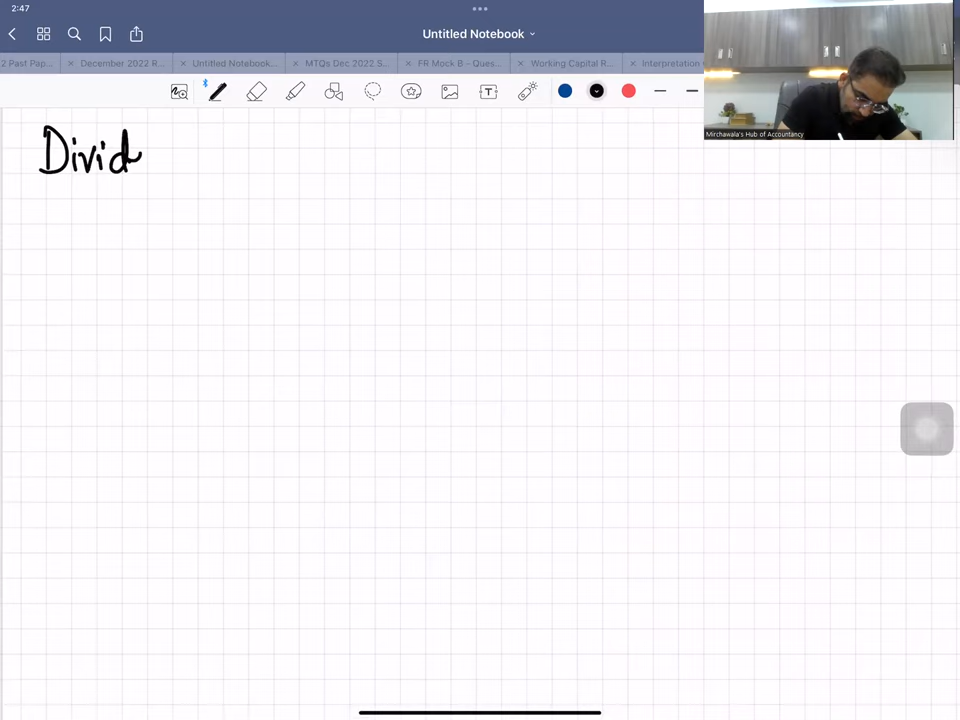 2:47
Untitled Notebook
2 Past Pap...
December 2022 R...
Untitled Notebook...
MTQs Dec 2022 S...
FR Mock B – Ques...
Working Capital R...
Interpretation
T
Mirchawala's Hub of Accountancy
Divid